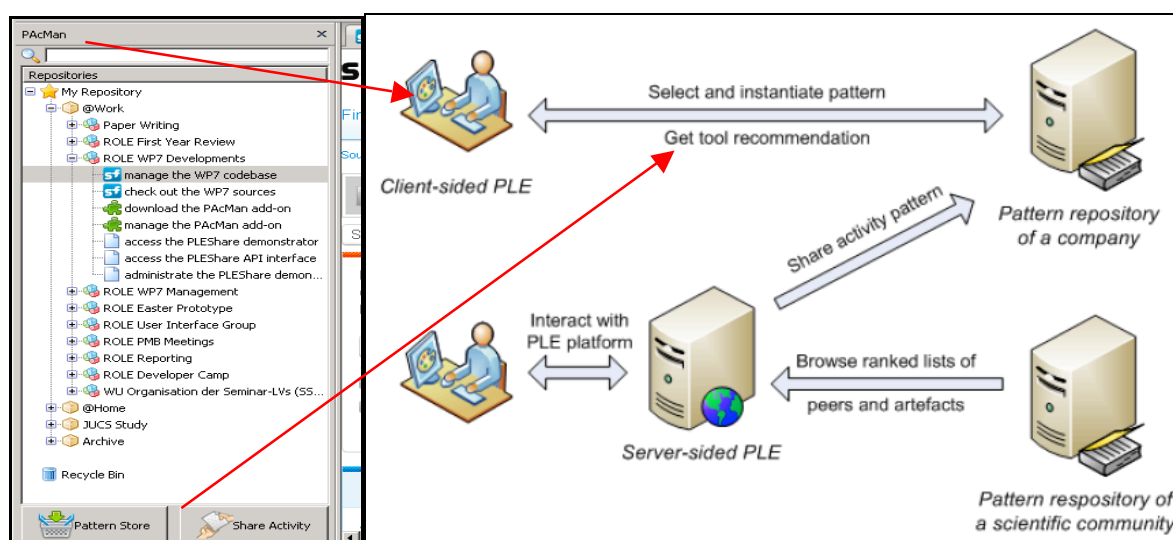 PAcMan
Repositories
My Repository
@Work
Paper Writing
ROLE First Year Review
ROLE WP7 Developments
manage the WP7 codebase
check out the WP7 sources
download the PAcMan add-on
manage the PAcMan add-on
access the PLEShare demonstrator
access the PLEShare API interface
administrate the PLEShare demon...
ROLE WP7 Management
ROLE Easter Prototype
ROLE User Interface Group
ROLE PMB Meetings
ROLE Reporting
ROLE Developer Camp
WU Organisation der Seminar-LVs (SS...
@Home
JUCS Study
Archive
Recycle Bin
Pattern Store
Share Activity
Select and instantiate pattern
Get tool recommendation
Client-sided PLE
Pattern repository
of a company
Share activity pattern
Interact with
PLE platform
Browse ranked lists of
peers and artefacts
Server-sided PLE
Pattern respository of
a scientific community